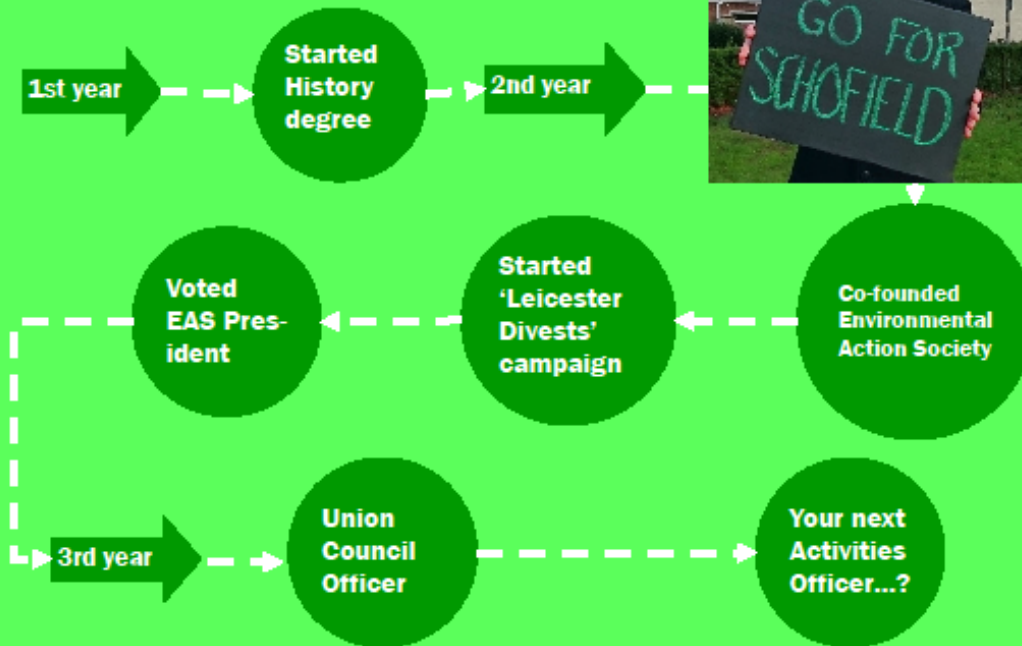 1st year
Started
History
degree
2nd year
GO FOR
SCHOFIELD
Co-founded
Environmental
Action Society
Started
‘Leicester
Divests’
campaign
Voted
EAS Pres-
ident
3rd year
Union
Council
Officer
Your next
Activities
Officer...?